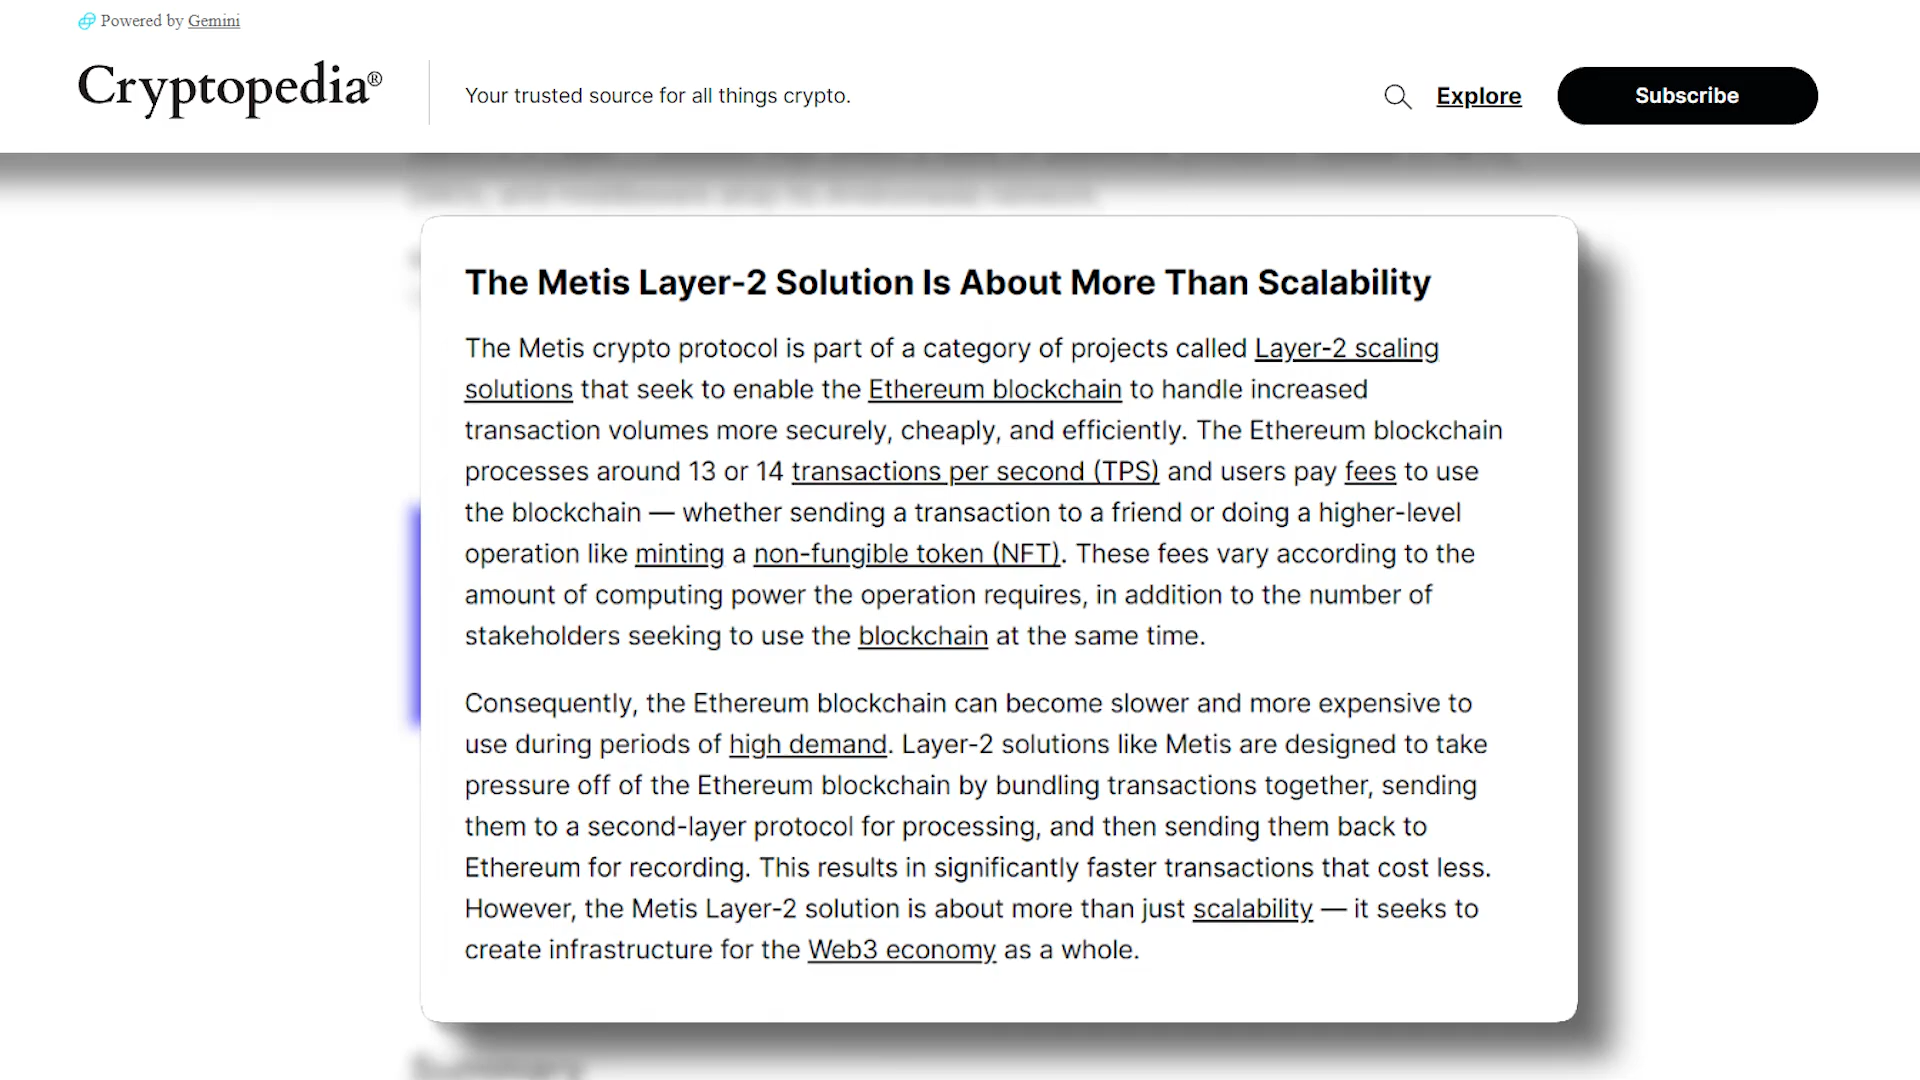 Powered by Gemini
Cryptopedia®
Your trusted source for all things crypto.
Explore
Subscribe
The Metis Layer-2 Solution Is About More Than Scalability
The Metis crypto protocol is part of a category of projects called Layer-2 scaling
solutions that seek to enable the Ethereum blockchain to handle increased
transaction volumes more securely, cheaply, and efficiently. The Ethereum blockchain
processes around 13 or 14 transactions per second (TPS) and users pay fees to use
the blockchain — whether sending a transaction to a friend or doing a higher-level
operation like minting a non-fungible token (NFT). These fees vary according to the
amount of computing power the operation requires, in addition to the number of
stakeholders seeking to use the blockchain at the same time.
Consequently, the Ethereum blockchain can become slower and more expensive to
use during periods of high demand. Layer-2 solutions like Metis are designed to take
pressure off of the Ethereum blockchain by bundling transactions together, sending
them to a second-layer protocol for processing, and then sending them back to
Ethereum for recording. This results in significantly faster transactions that cost less.
However, the Metis Layer-2 solution is about more than just scalability — it seeks to
create infrastructure for the Web3 economy as a whole.